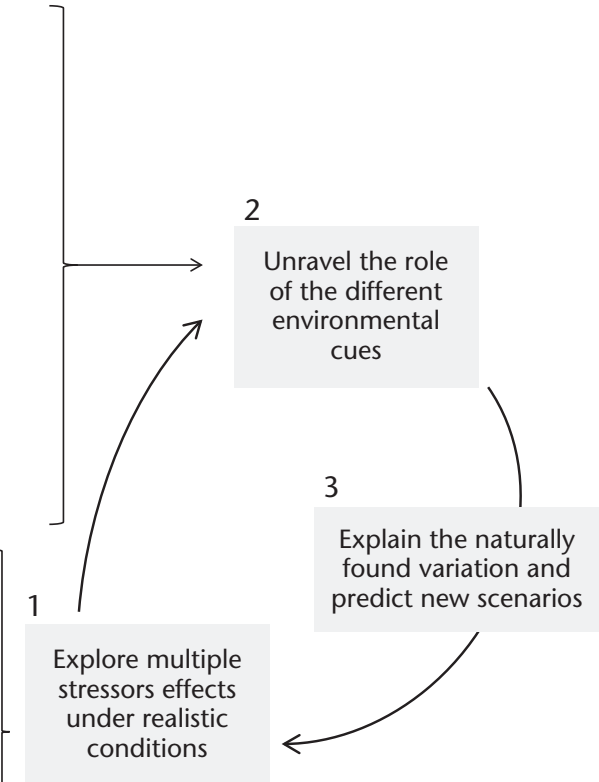 2
Unravel the role
of the different
environmental
cues
3
Explain the naturally
found variation and
predict new scenarios
1
Explore multiple
stressors effects
under realistic
conditions